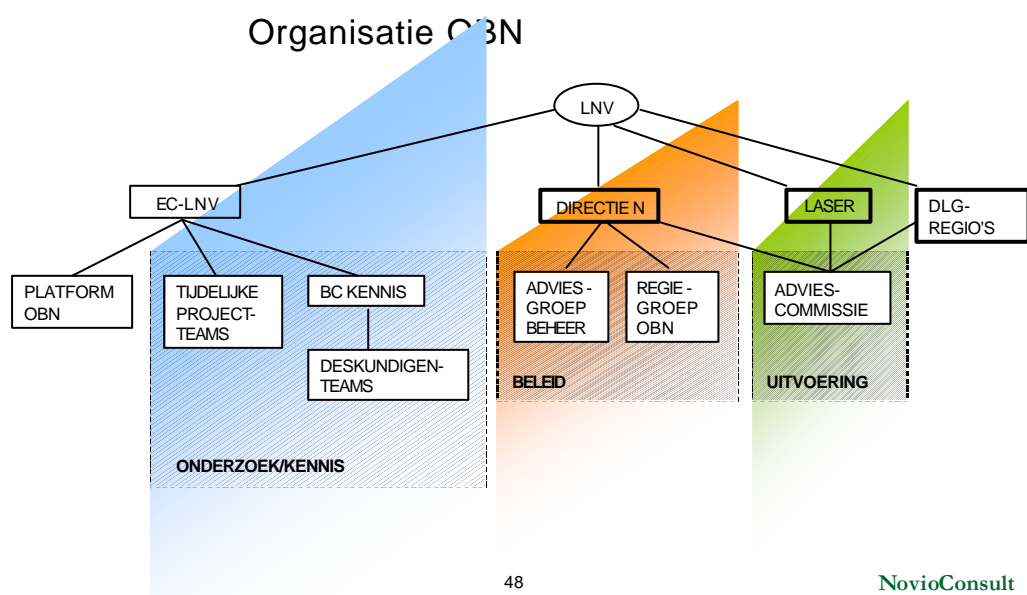 Organisatie OBN
LNV
EC-LNV
DIRECTIE N
LASER
DLG-
REGIO'S
PLATFORM
OBN
TIJDELIJKE
PROJECT-
TEAMS
BC KENNIS
DESKUNDIGEN-
TEAMS
ADVIES -
GROEP
BEHEER
REGIE -
GROEP
OBN
ADVIES-
COMMISSIE
BELEID
UITVOERING
ONDERZOEK/KENNIS
48
NovioConsult